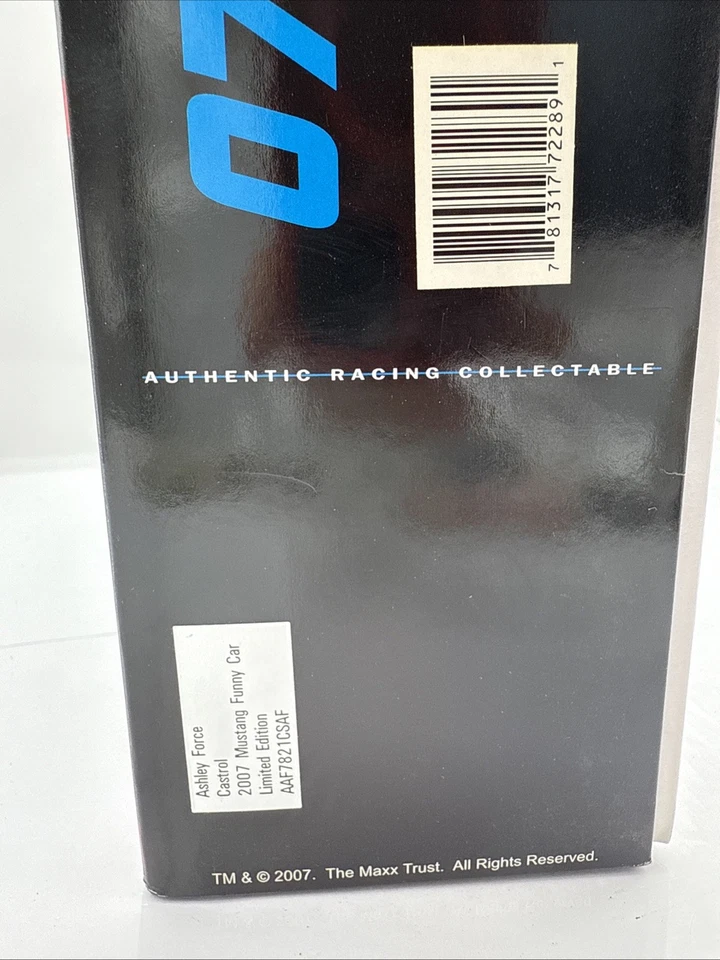 07
7 81317 72289 1
AUTHENTIC RACING COLLECTABLE
Ashley Force
Castrol
2007 Mustang Funny Car
Limited Edition
AAF7821CSAF
TM & © 2007. The Maxx Trust. All Rights Reserved.